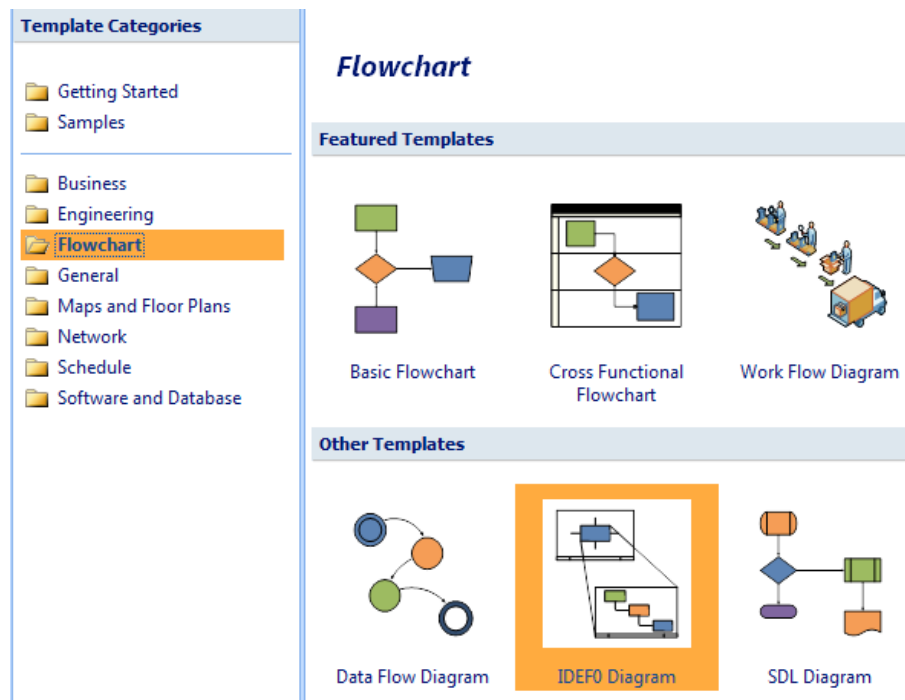 Template Categories
Getting Started
Samples
Business
Engineering
Flowchart
General
Maps and Floor Plans
Network
Schedule
Software and Database
Flowchart
Featured Templates
Basic Flowchart
Cross Functional
Flowchart
Work Flow Diagram
Other Templates
Data Flow Diagram
IDEF0 Diagram
SDL Diagram